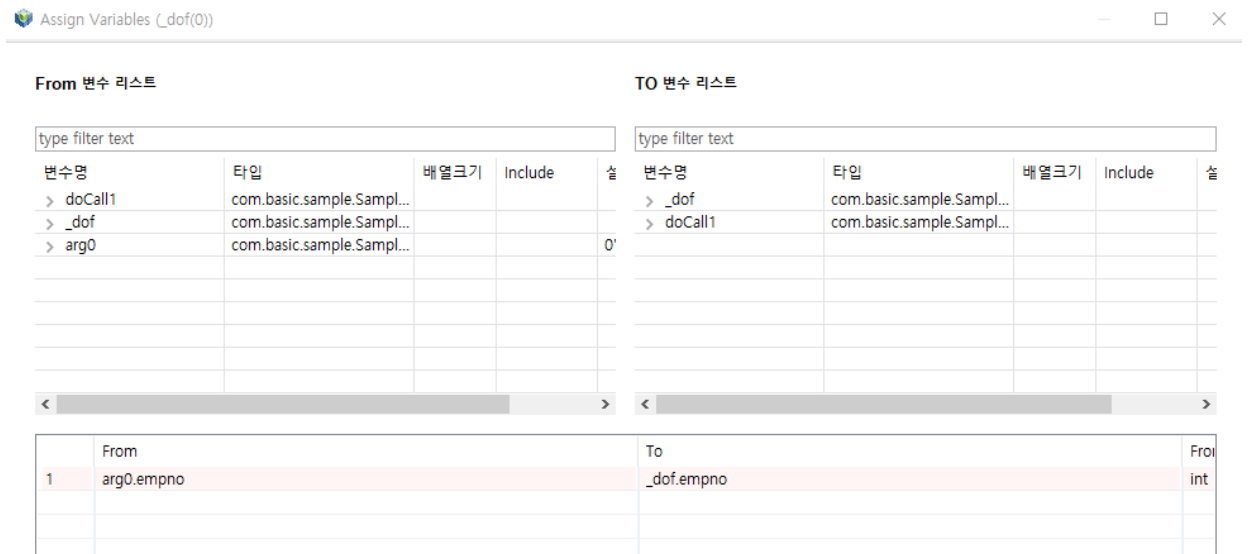 Assign Variables (_dof(0))
From 변수 리스트
TO 변수 리스트
type filter text
type filter text
변수명 타입 배열크기 Include
변수명 타입 배열크기 Include
doCall1 com.basic.sample.Sampl...
_dof com.basic.sample.Sampl...
arg0 com.basic.sample.Sampl... 0'
_dof com.basic.sample.Sampl...
doCall1 com.basic.sample.Sampl...
From To
1 arg0.empno _dof.empno int